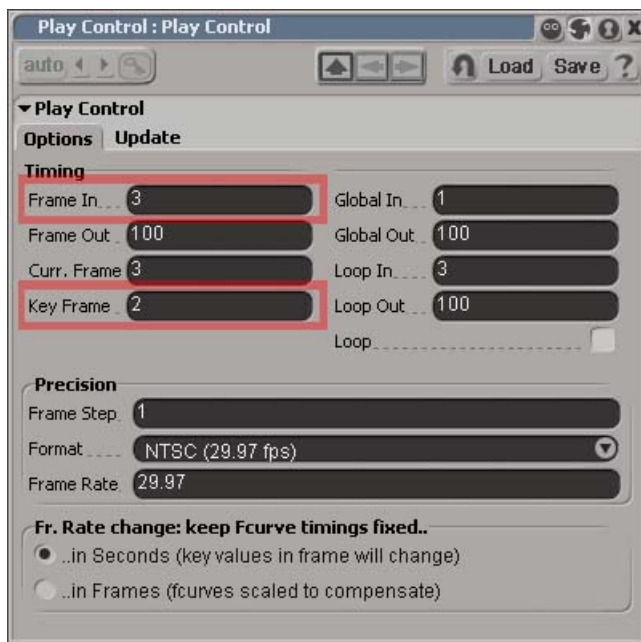 Play Control : Play Control
auto
Load Save ?
Play Control
Options Update
Timing
Frame In 3
Global In 1
Frame Out 100
Global Out 100
Curr. Frame 3
Loop In 3
Key Frame 2
Loop Out 100
Loop
Precision
Frame Step 1
Format NTSC (29.97 fps)
Frame Rate 29.97
Fr. Rate change: keep Fcurve timings fixed..
..in Seconds (key values in frame will change)
..in Frames (fcurves scaled to compensate)